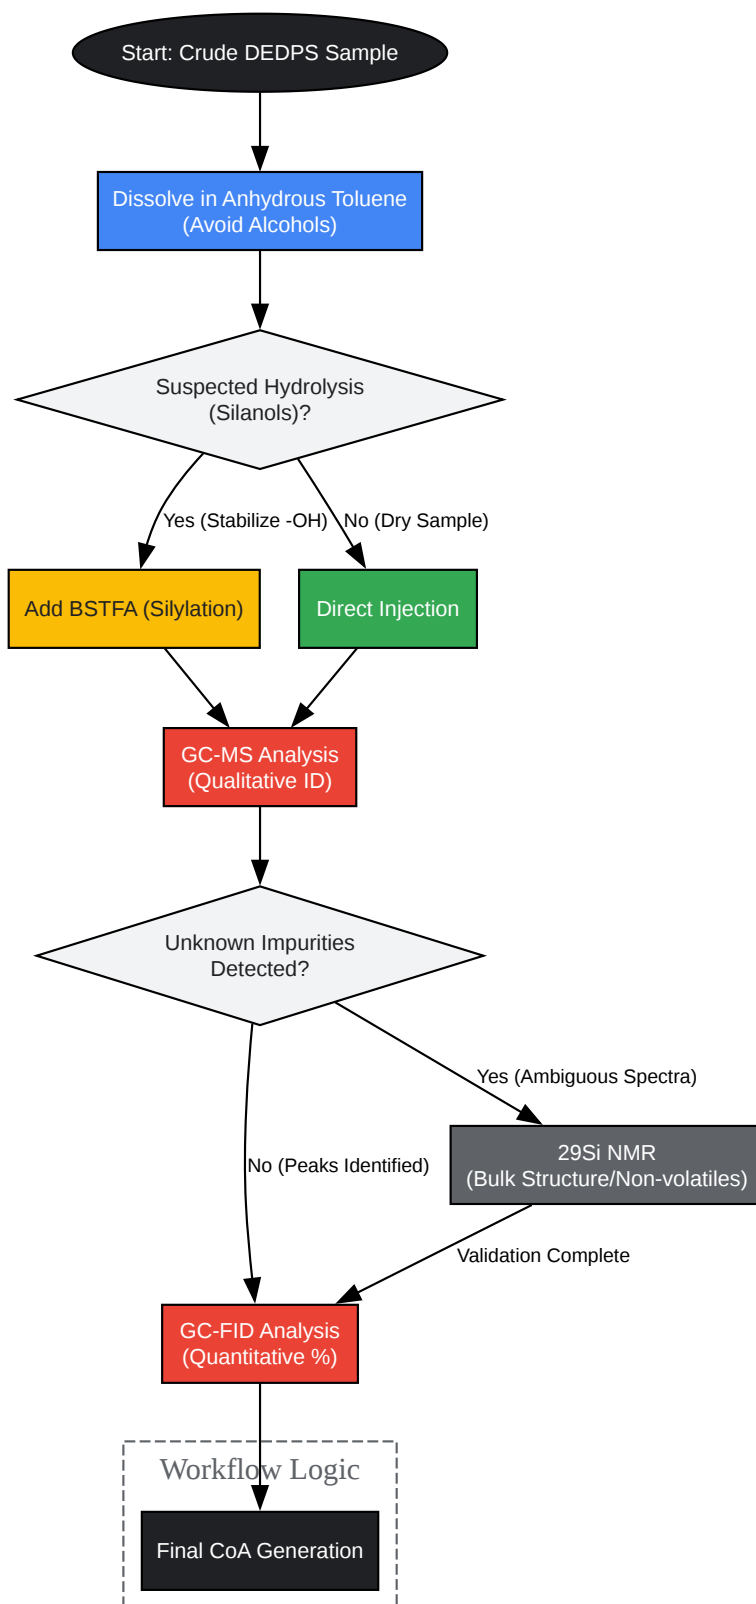 Start: Crude DEDPS Sample
Dissolve in Anhydrous Toluene
(Avoid Alcohols)
Suspected Hydrolysis
(Silanols)?
Yes (Stabilize -OH)
No (Dry Sample)
Add BSTFA (Silylation)
Direct Injection
GC-MS Analysis
(Qualitative ID)
Unknown Impurities
Detected?
Yes (Ambiguous Spectra)
29Si NMR
(Bulk Structure/Non-volatiles)
No (Peaks Identified)
Validation Complete
GC-FID Analysis
(Quantitative %)
Workflow Logic
Final CoA Generation